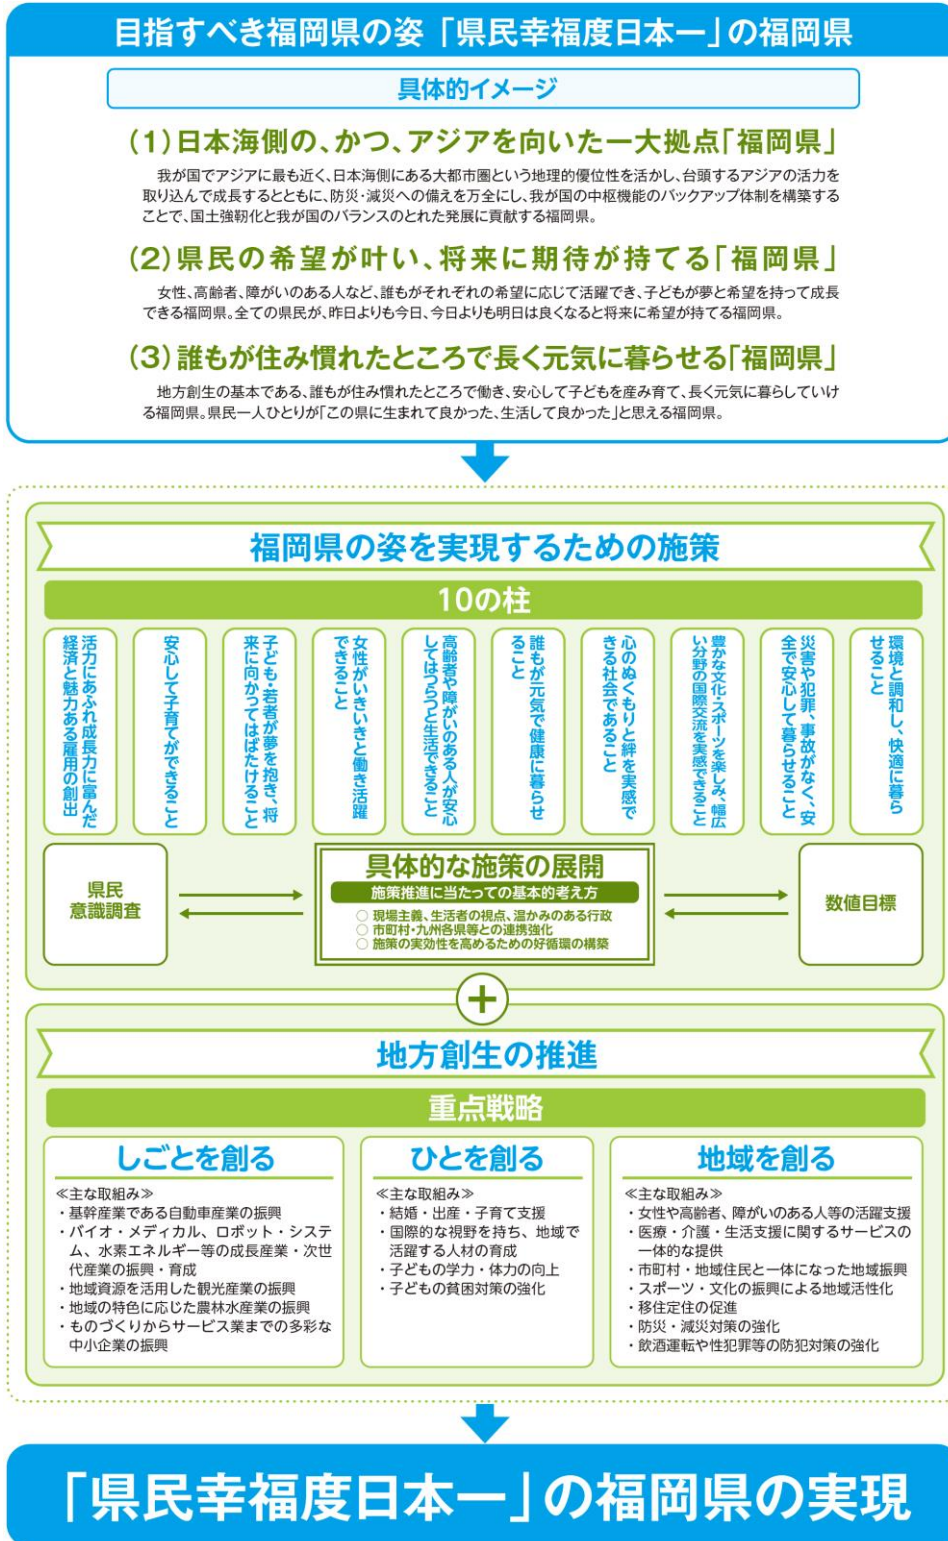 目指すべき福岡県の姿「県民幸福度日本一」の福岡県
具体的イメージ
(1)日本海側の、かつ、アジアを向いた一大拠点「福岡県」
我が国でアジアに最も近く、日本海側にある大都市圏という地理的優位性を活かし、台頭するアジアの活力を
取り込んで成長するとともに、防災・減災への備えを万全にし、我が国の中枢機能のバックアップ体制を構築する
ことで、国土強靭化と我が国のバランスのとれた発展に貢献する福岡県。
(2)県民の希望が叶い、将来に期待が持てる「福岡県」
女性、高齢者、障がいのある人など、誰もがそれぞれの希望に応じて活躍でき、子どもが夢と希望を持って成長
できる福岡県。全ての県民が、昨日よりも今日、今日よりも明日は良くなると将来に希望が持てる福岡県。
(3)誰もが住み慣れたところで長く元気に暮らせる「福岡県」
地方創生の基本である、誰もが住み慣れたところで働き、安心して子どもを産み育て、長く元気に暮らしていけ
る福岡県。県民一人ひとりが「この県に生まれて良かった、生活して良かった」と思える福岡県。
福岡県の姿を実現するための施策
10の柱
活力にあふれ成長力に富んだ
経済と魅力ある雇用の創出
安心して子育てができること
子ども・若者が夢を抱き、将
来に向かってはばたけること
女性がいきいきと働き活躍
できること
高齢者や障がいのある人が安心
してはつらつと生活できること
誰もが元気で健康に暮らせ
ること
心のぬくもりと絆を実感で
きる社会であること
豊かな文化・スポーツを楽しみ、幅広
い分野の国際交流を実感できること
災害や犯罪、事故がなく、安
全で安心して暮らせること
環境と調和し、快適に暮ら
せること
県民
意識調査
具体的な施策の展開
施策推進に当たっての基本的考え方
○ 現場主義、生活者の視点、温かみのある行政
○ 市町村・九州各県等との連携強化
○ 施策の実効性を高めるための好循環の構築
数値目標
+
地方創生の推進
重点戦略
しごとを創る
≪主な取組み≫
・基幹産業である自動車産業の振興
・バイオ・メディカル、ロボット・システ
ム、水素エネルギー等の成長産業・次世
代産業の振興・育成
・地域資源を活用した観光産業の振興
・地域の特色に応じた農林水産業の振興
・ものづくりからサービス業までの多彩な
中小企業の振興
ひとを創る
≪主な取組み≫
・結婚・出産・子育て支援
・国際的な視野を持ち、地域で
活躍する人材の育成
・子どもの学力・体力の向上
・子どもの貧困対策の強化
地域を創る
≪主な取組み≫
・女性や高齢者、障がいのある人等の活躍支援
・医療・介護・生活支援に関するサービスの
一体的な提供
・市町村・地域住民と一体になった地域振興
・スポーツ・文化の振興による地域活性化
・移住定住の促進
・防災・減災対策の強化
・飲酒運転や性犯罪等の防犯対策の強化
「県民幸福度日本一」の福岡県の実現